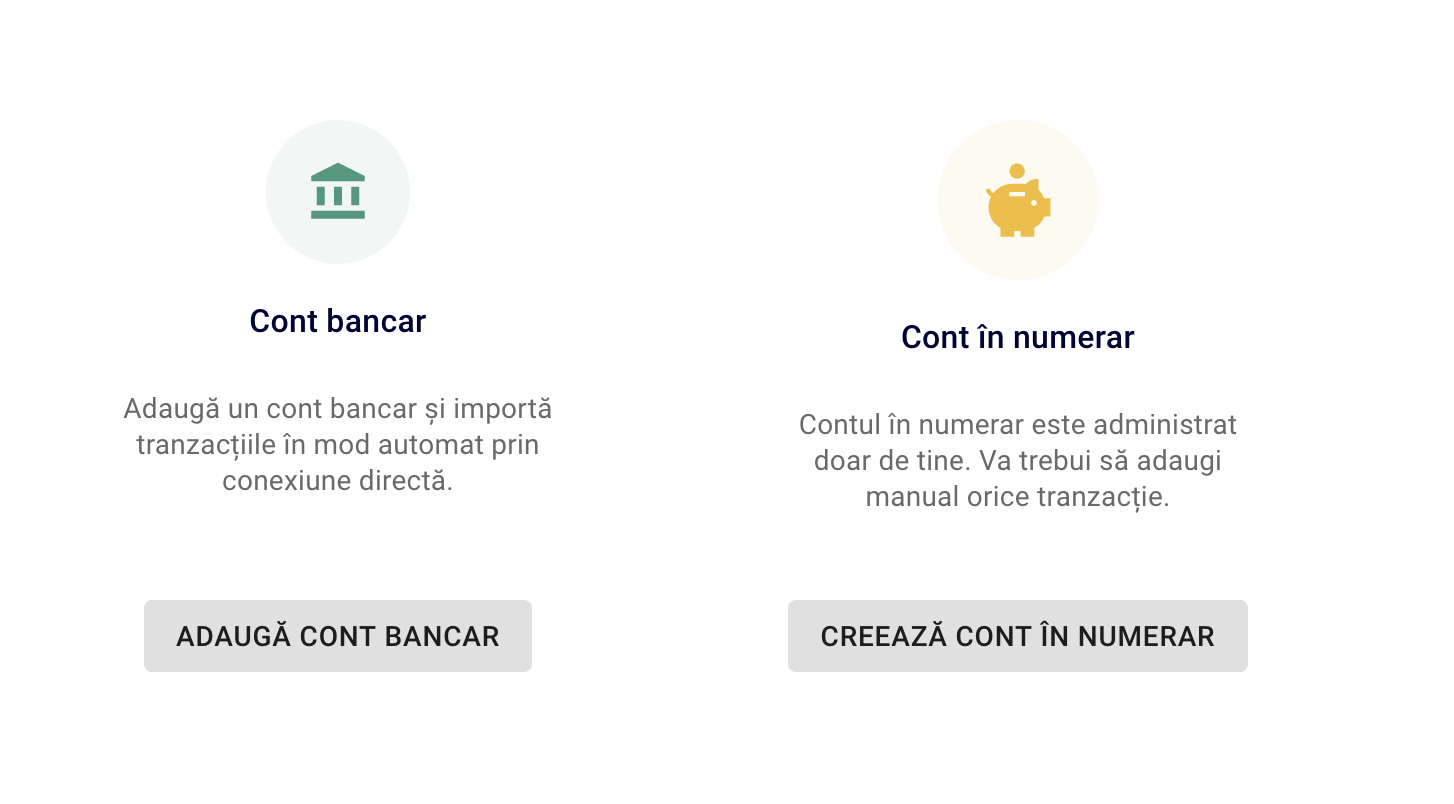 Cont bancar
Adaugă un cont bancar și importă
tranzacțiile în mod automat prin
conexiune directă.
ADAUGĂ CONT BANCAR
Cont în numerar
Contul în numerar este administrat
doar de tine. Va trebui să adaugi
manual orice tranzacție.
CREEAZĂ CONT ÎN NUMERAR